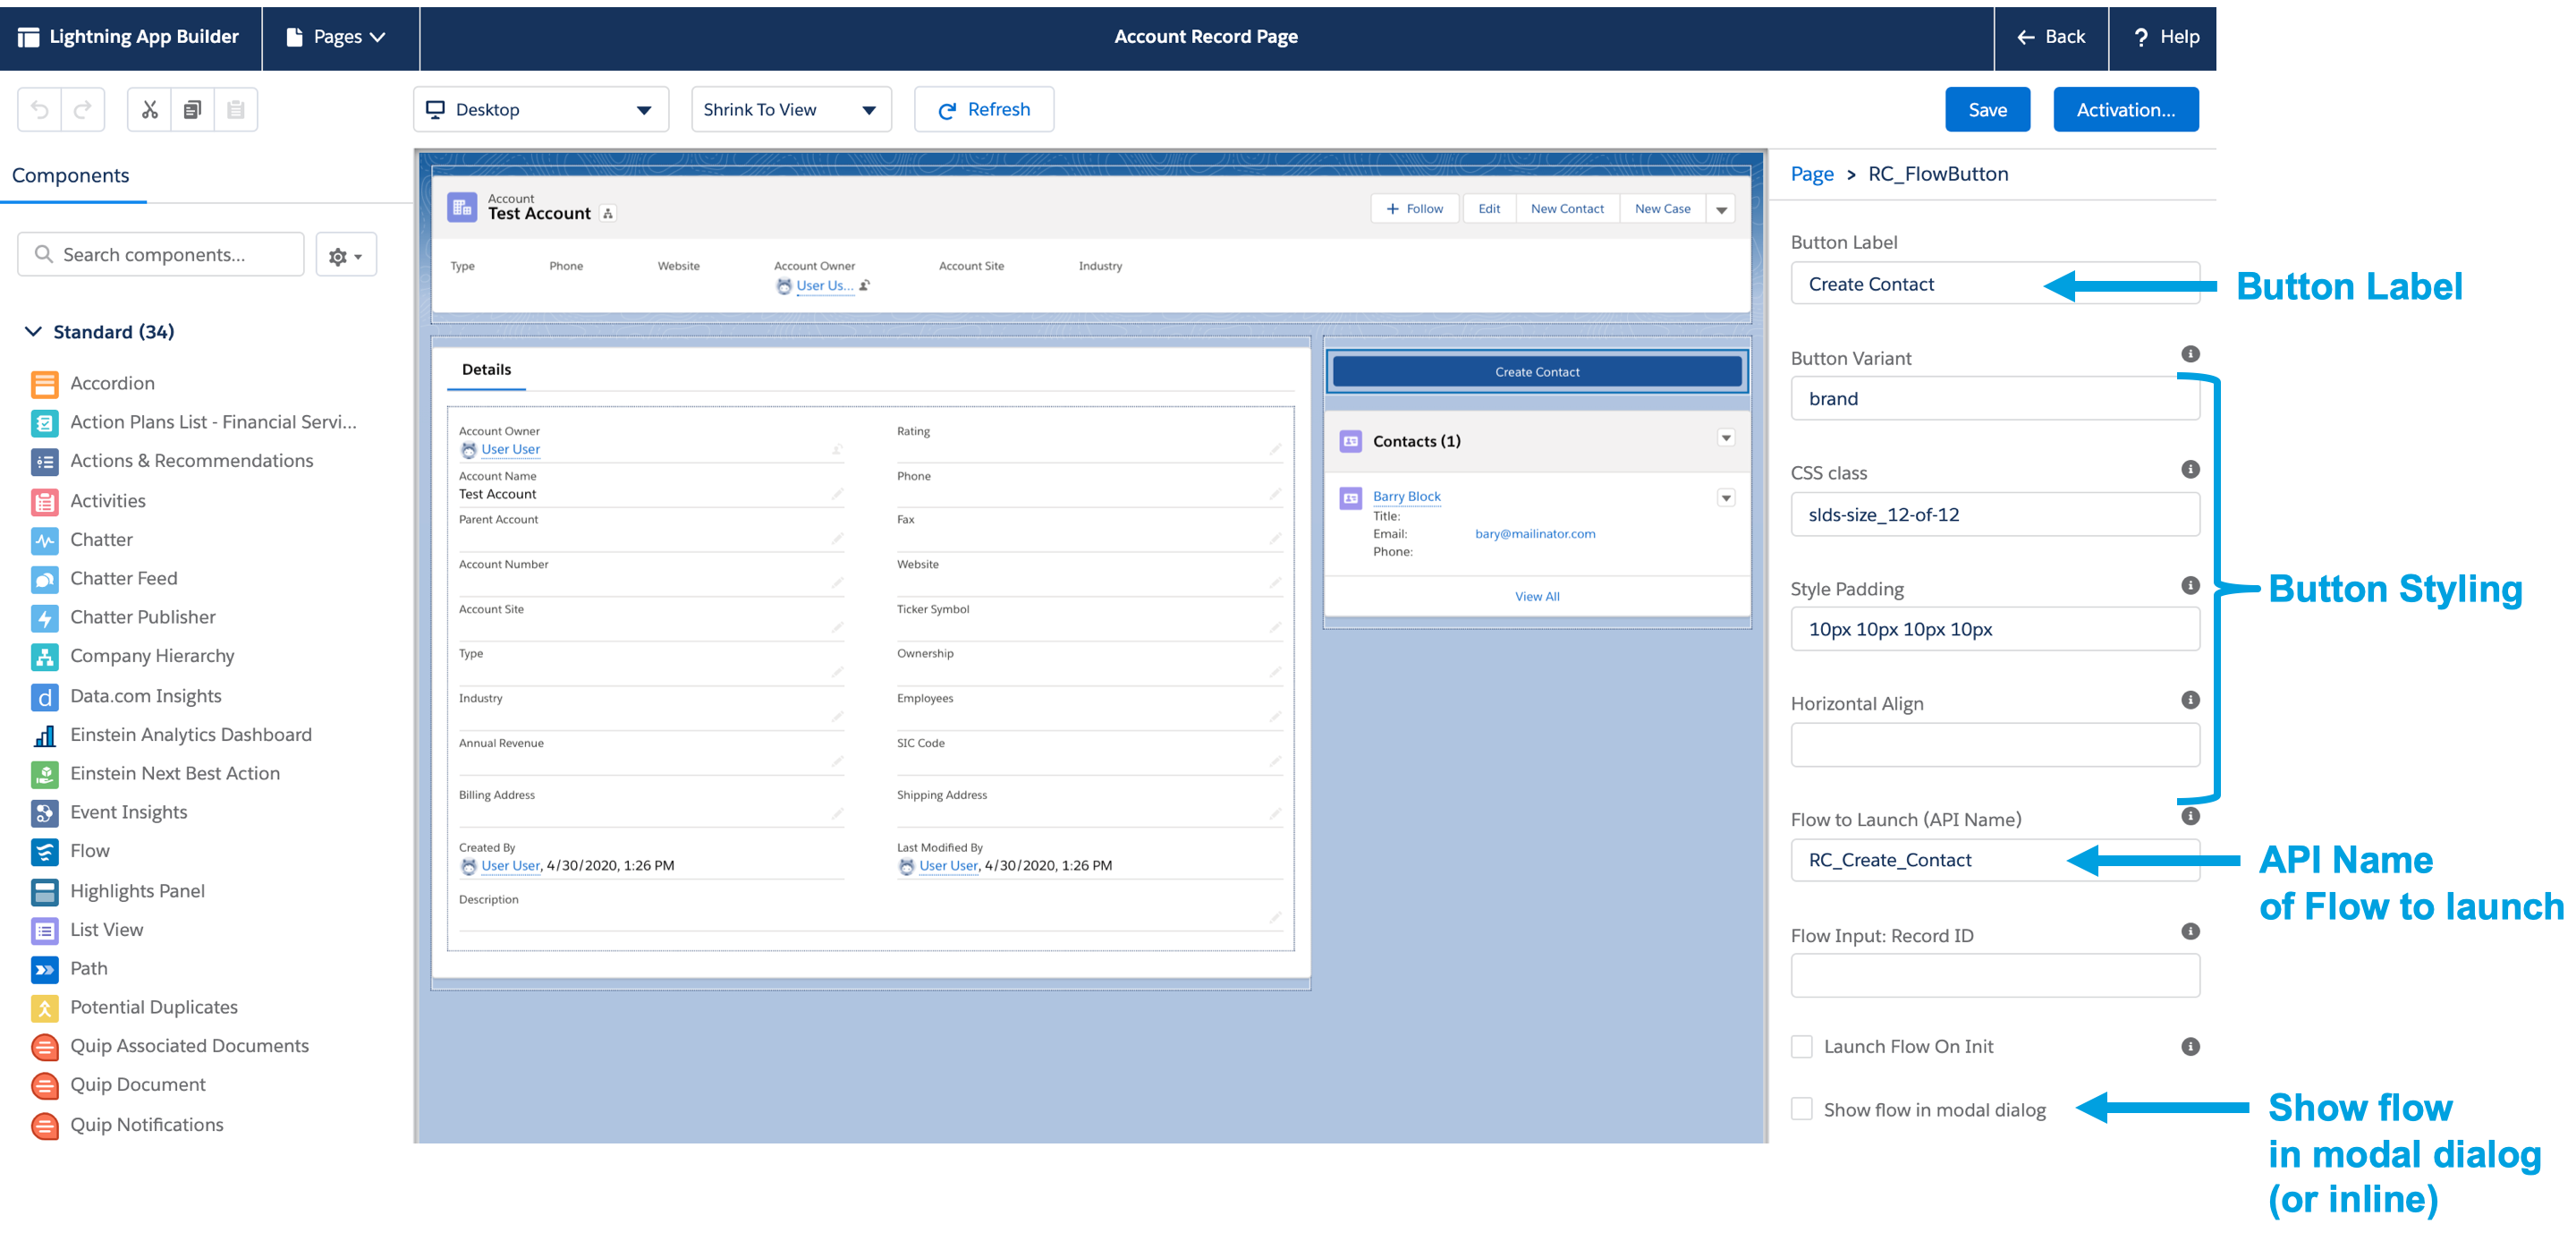 Lightning App Builder
Pages
Account Record Page
Back
? Help
Desktop
Shrink To View
Refresh
Save
Activation...
Components
Search components...
Standard (34)
Accordion
Action Plans List - Financial Servi...
Actions & Recommendations
Activities
Chatter
Chatter Feed
Chatter Publisher
Company Hierarchy
Data.com Insights
Einstein Analytics Dashboard
Einstein Next Best Action
Event Insights
Flow
Highlights Panel
List View
Path
Potential Duplicates
Quip Associated Documents
Quip Document
Quip Notifications
Account
Test Account
+ Follow
Edit
New Contact
New Case
Type
Phone
Website
Account Owner
Account Site
Industry
User Us...
Details
Account Owner
User User
Rating
Account Name
Test Account
Phone
Parent Account
Fax
Account Number
Website
Account Site
Ticker Symbol
Type
Ownership
Industry
Employees
Annual Revenue
SIC Code
Billing Address
Shipping Address
Created By
User User, 4/30/2020, 1:26 PM
Last Modified By
User User, 4/30/2020, 1:26 PM
Description
Create Contact
Contacts (1)
Barry Block
Title:
Email: bary@mailinator.com
Phone:
View All
Page > RC_FlowButton
Button Label
Create Contact
Button Variant
brand
CSS class
slds-size_12-of-12
Style Padding
10px 10px 10px 10px
Horizontal Align
Flow to Launch (API Name)
RC_Create_Contact
Flow Input: Record ID
Launch Flow On Init
Show flow in modal dialog
Button Label
Button Styling
API Name
of Flow to launch
Show flow
in modal dialog
(or inline)